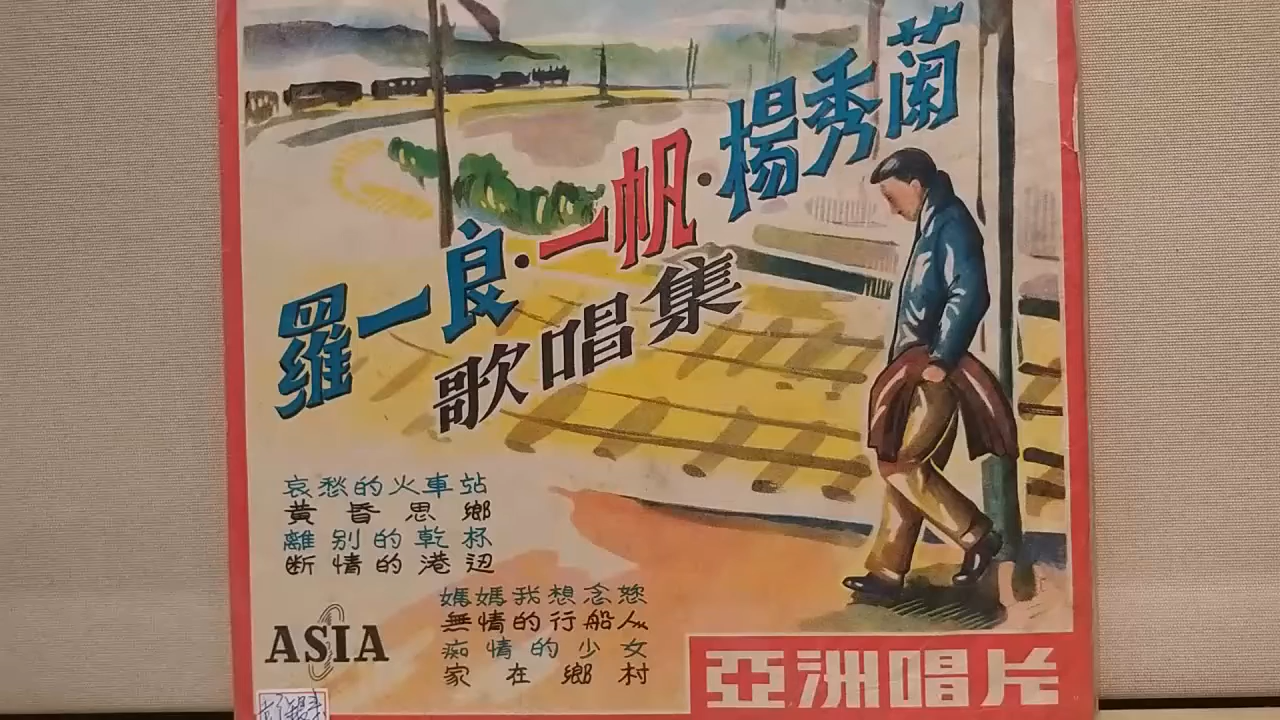 羅一良·一帆·楊秀蘭
歌唱集
哀愁的火車站
黃昏思鄉
離別的乾杯
断情的港边
媽媽我想念您
無情的行船人
痴情的少女
家在鄉村
ASIA
亞洲唱片